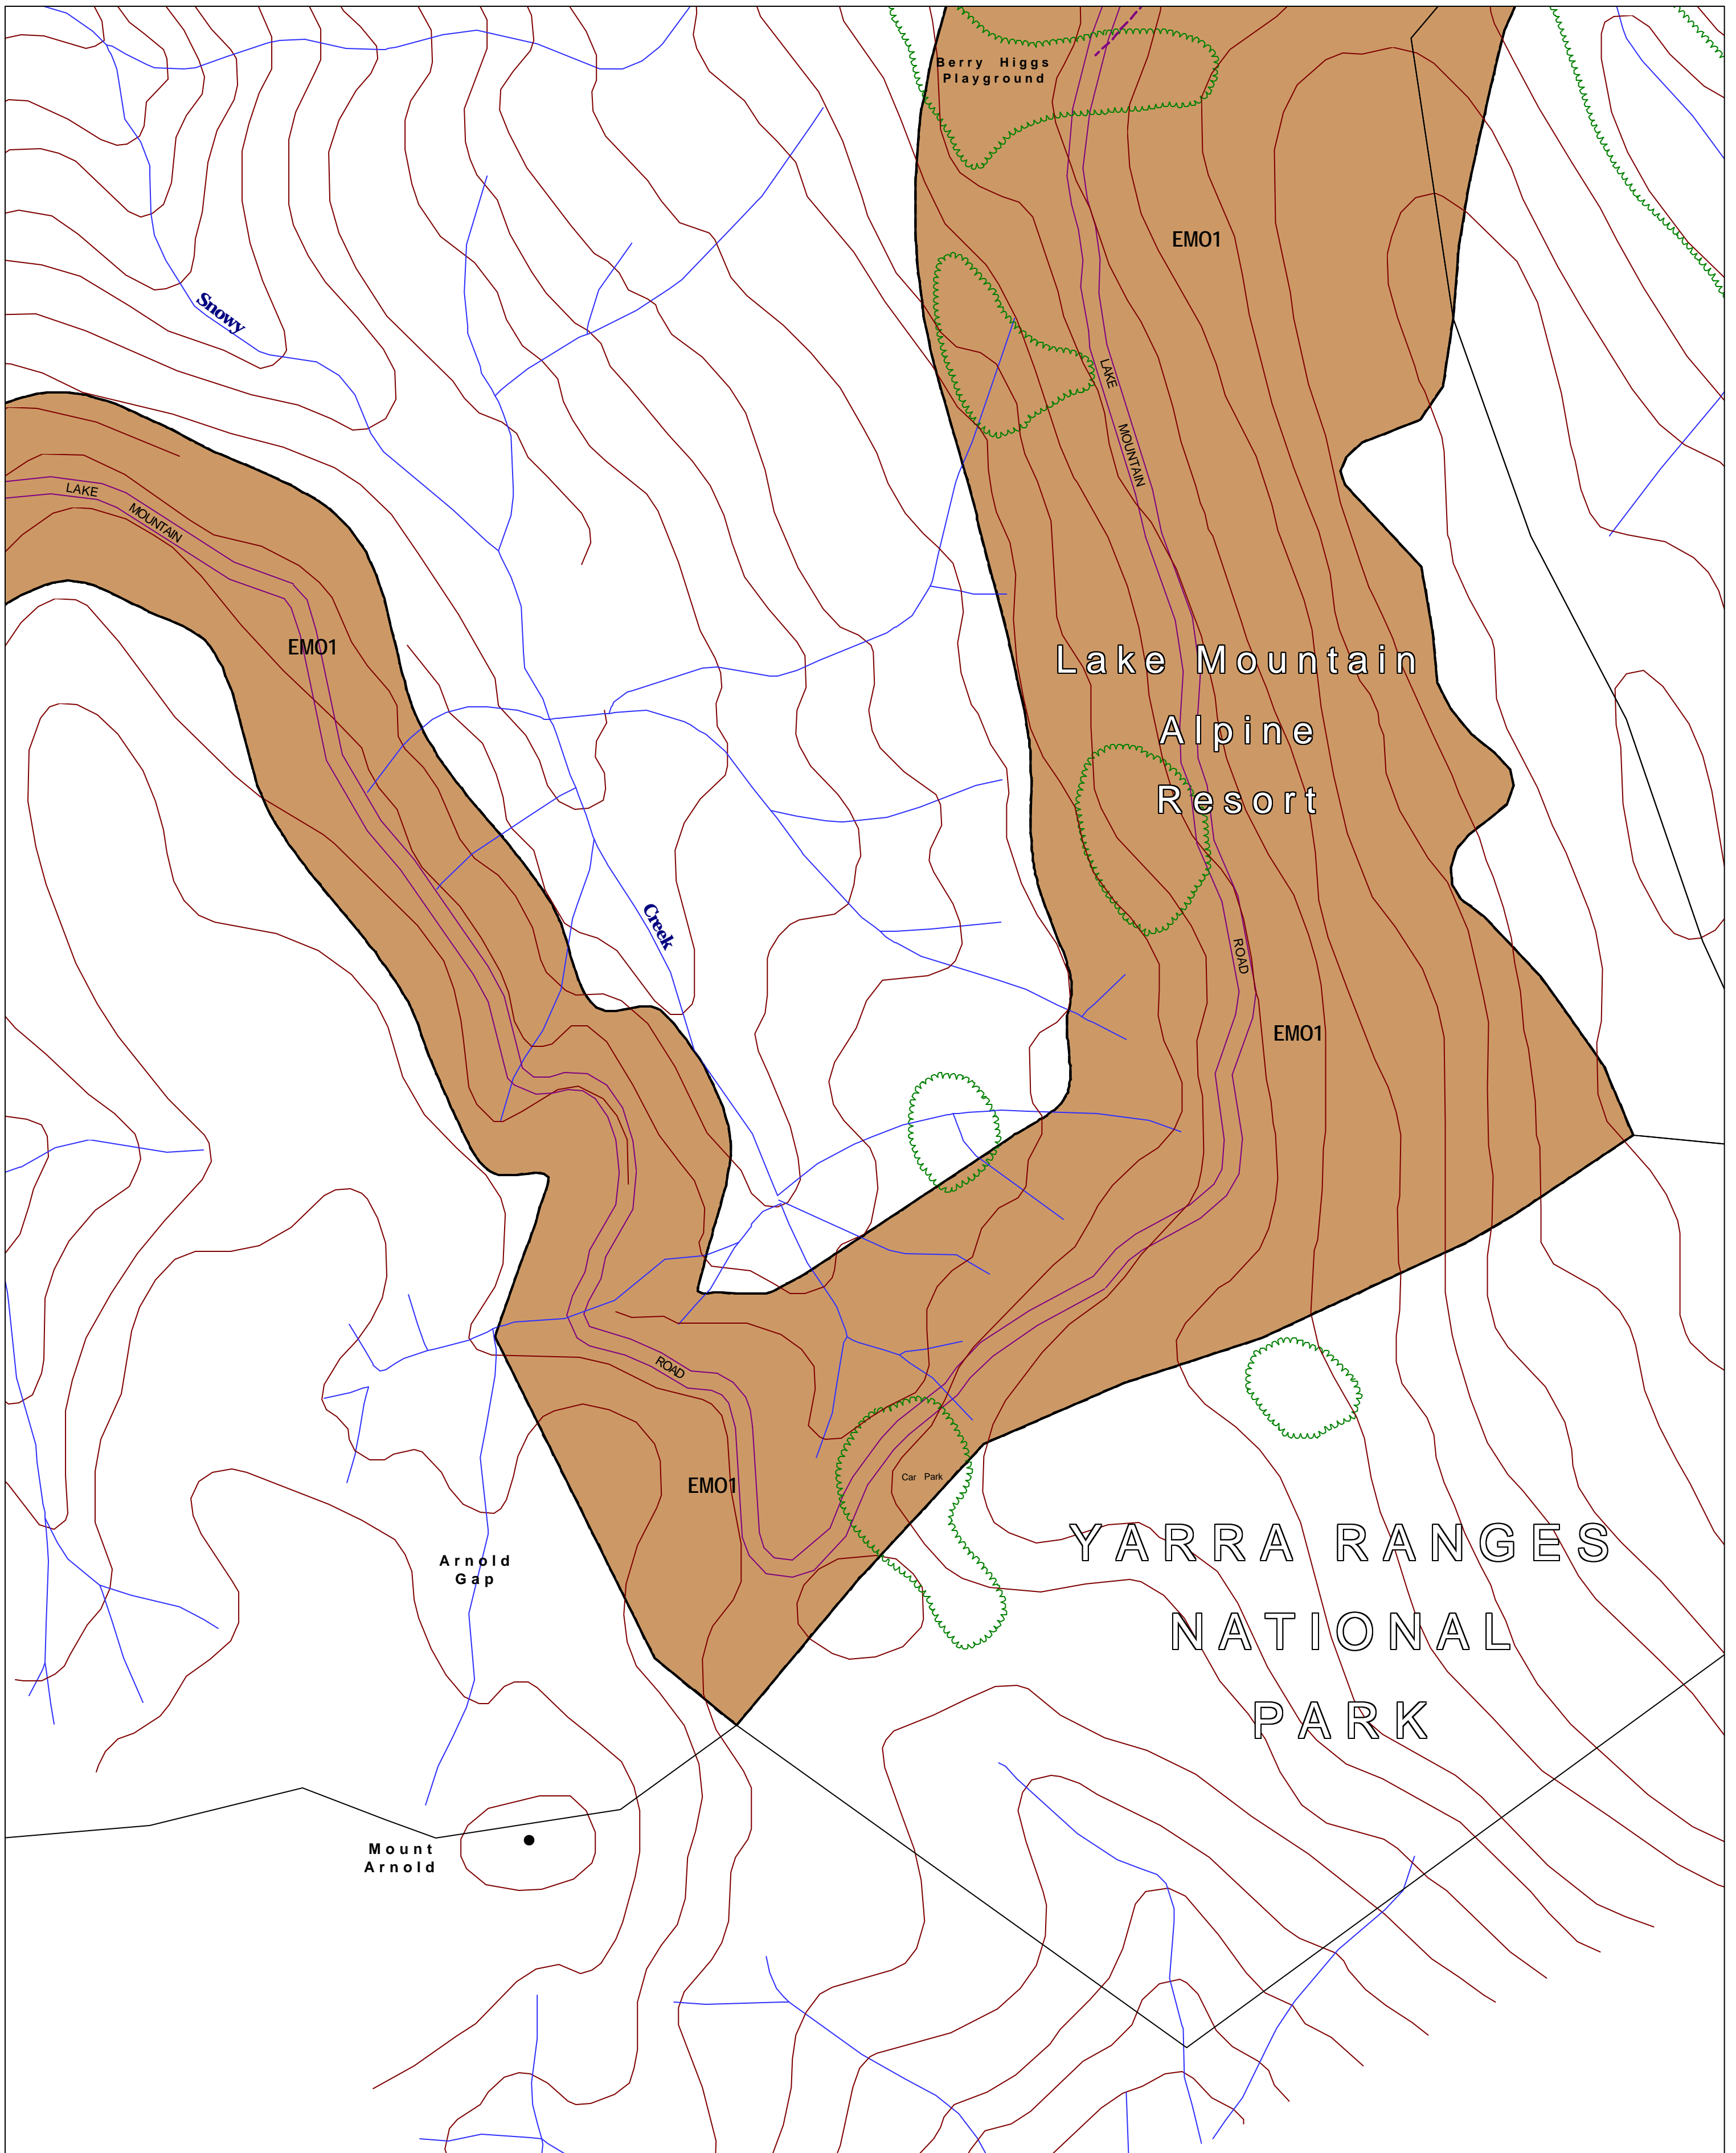 Berry Higgs
Playground
EMO1
Snowy
LAKE
MOUNTAIN
LAKE
MOUNTAIN
EMO1
Lake Mountain
Alpine
Resort
Creek
ROAD
EMO1
ROAD
EMO1
Car Park
Arnold
Gap
YARRA RANGES
NATIONAL
PARK
Mount
Arnold